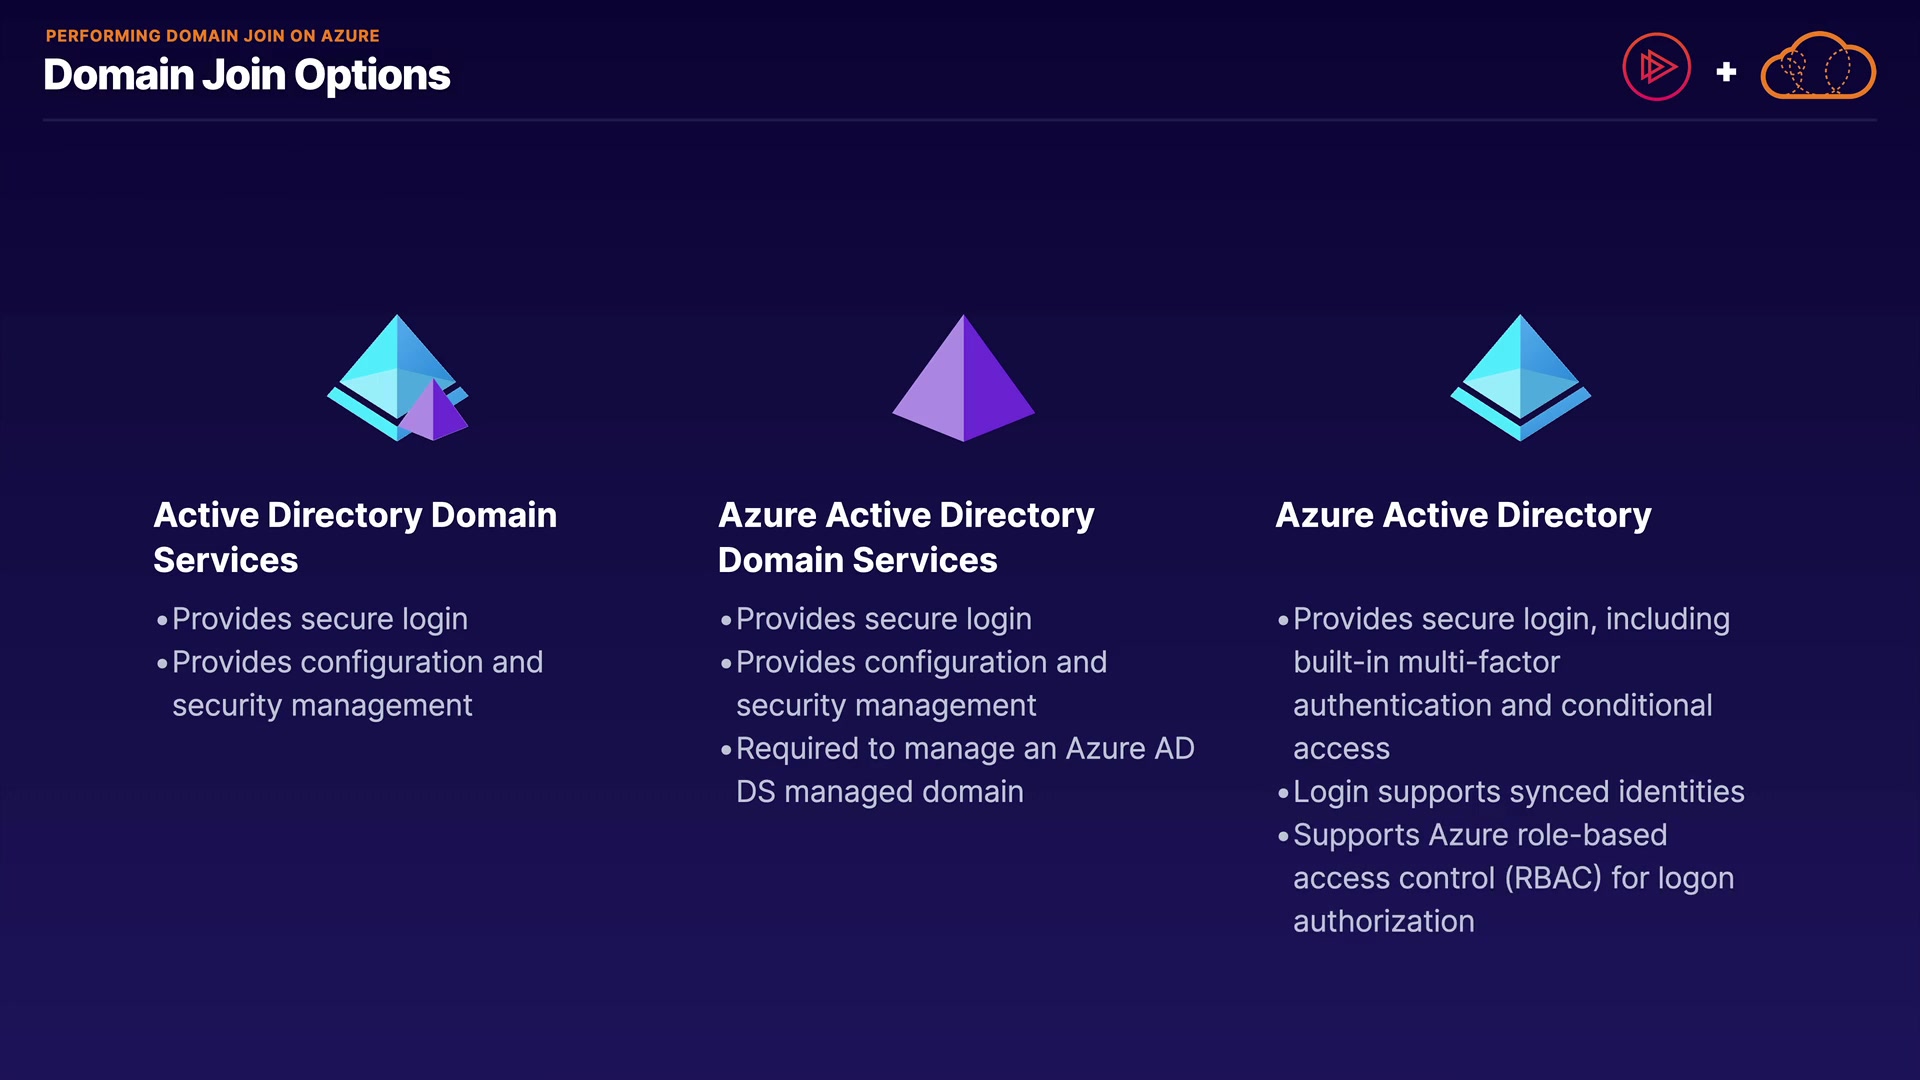 PERFORMING DOMAIN JOIN ON AZURE
Domain Join Options
Active Directory Domain
Services
•Provides secure login
•Provides configuration and
security management
Azure Active Directory
Domain Services
•Provides secure login
•Provides configuration and
security management
•Required to manage an Azure AD
DS managed domain
Azure Active Directory
•Provides secure login, including
built-in multi-factor
authentication and conditional
access
•Login supports synced identities
•Supports Azure role-based
access control (RBAC) for logon
authorization